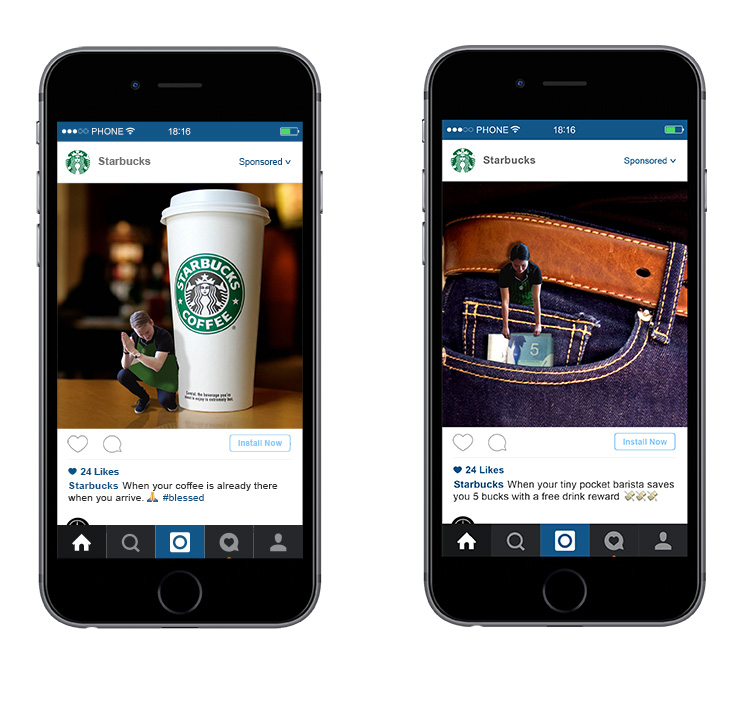 PHONE 18:16
Starbucks Sponsored
STARBUCKS
COFFEE
Careful, the beverage you're
about to enjoy is extremely hot.
Install Now
24 Likes
Starbucks When your coffee is already there
when you arrive. 🙏 #blessed
PHONE 18:16
Starbucks Sponsored
5
Install Now
24 Likes
Starbucks When your tiny pocket barista saves
you 5 bucks with a free drink reward 💸💸💸